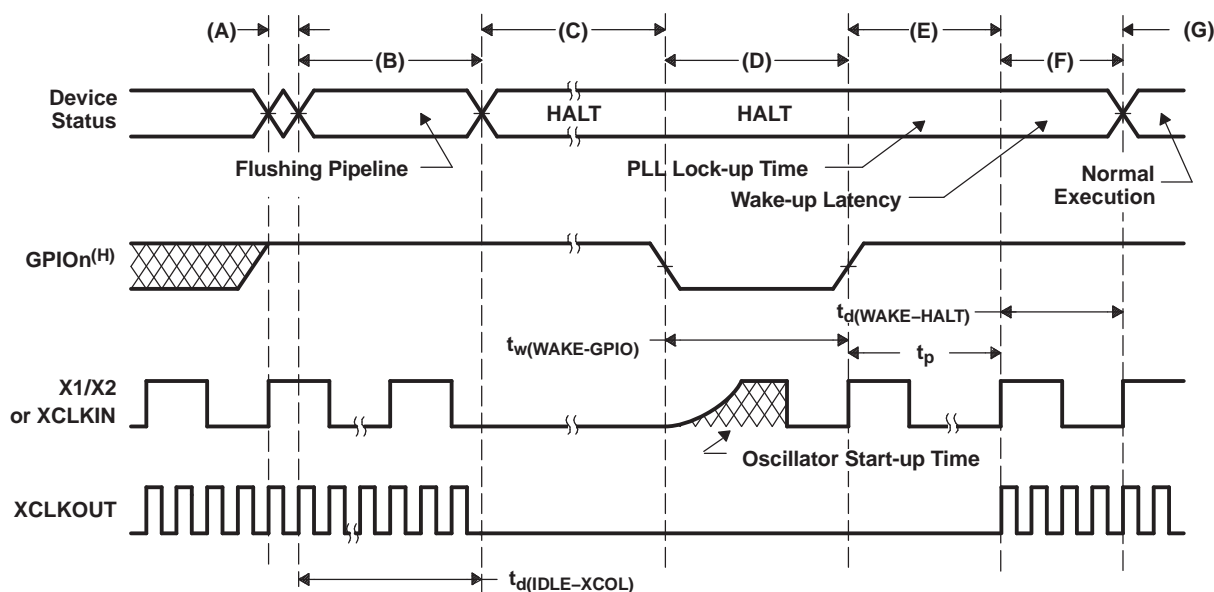 (A)
(C)
(E)
(G)
(B)
(D)
(F)
Device
Status
HALT
HALT
Flushing Pipeline
PLL Lock-up Time
Wake-up Latency
Normal
Execution
GPIOn(H)
td(WAKE–HALT)
tw(WAKE-GPIO)
tp
X1/X2
or XCLKIN
Oscillator Start-up Time
XCLKOUT
td(IDLE–XCOL)